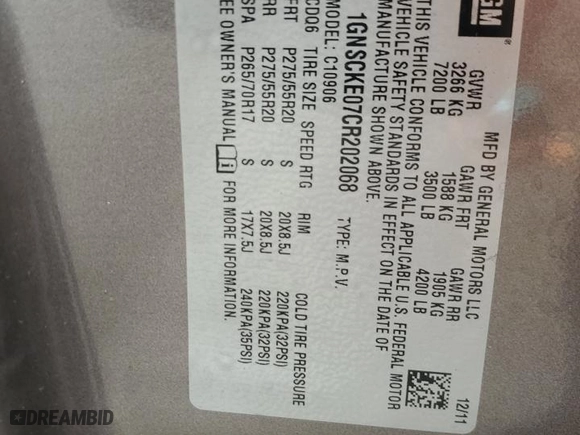 GM
MFD BY GENERAL MOTORS LLC 12/11
GVWR GAWR FRT GAWR RR
3266 KG 1588 KG 1905 KG
7200 LB 3500 LB 4200 LB
THIS VEHICLE CONFORMS TO ALL APPLICABLE U.S. FEDERAL MOTOR
VEHICLE SAFETY STANDARDS IN EFFECT ON THE DATE OF
MANUFACTURE SHOWN ABOVE.
1GNSCKE07CR202068 TYPE: M.P.V.
MODEL: C10906
CDQ6 TIRE SIZE SPEED RTG RIM COLD TIRE PRESSURE
FRT P275/55R20 S 20X8.5J 220KPA(32PSI)
RR P275/55R20 S 20X8.5J 220KPA(32PSI)
SPA P265/70R17 S 17X7.5J 240KPA(35PSI)
EE OWNER'S MANUAL i FOR MORE INFORMATION.
DREAMBID